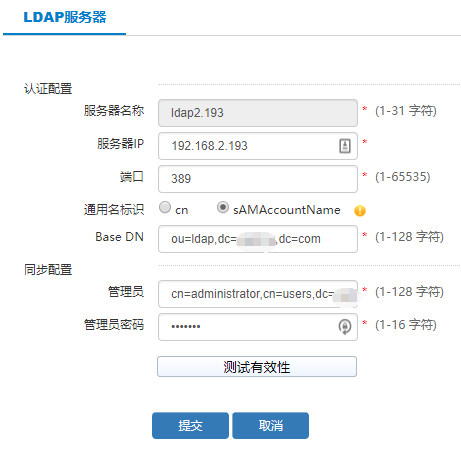 LDAP服务器
认证配置
服务器名称 ldap2.193 * (1-31 字符)
服务器IP 192.168.2.193 *
端口 389 * (1-65535)
通用名标识 cn sAMAccountName
Base DN ou=ldap,dc= ,dc=com * (1-128 字符)
同步配置
管理员 cn=administrator,cn=users,dc= * (1-128 字符)
管理员密码 ••••••• * (1-16 字符)
测试有效性
提交 取消